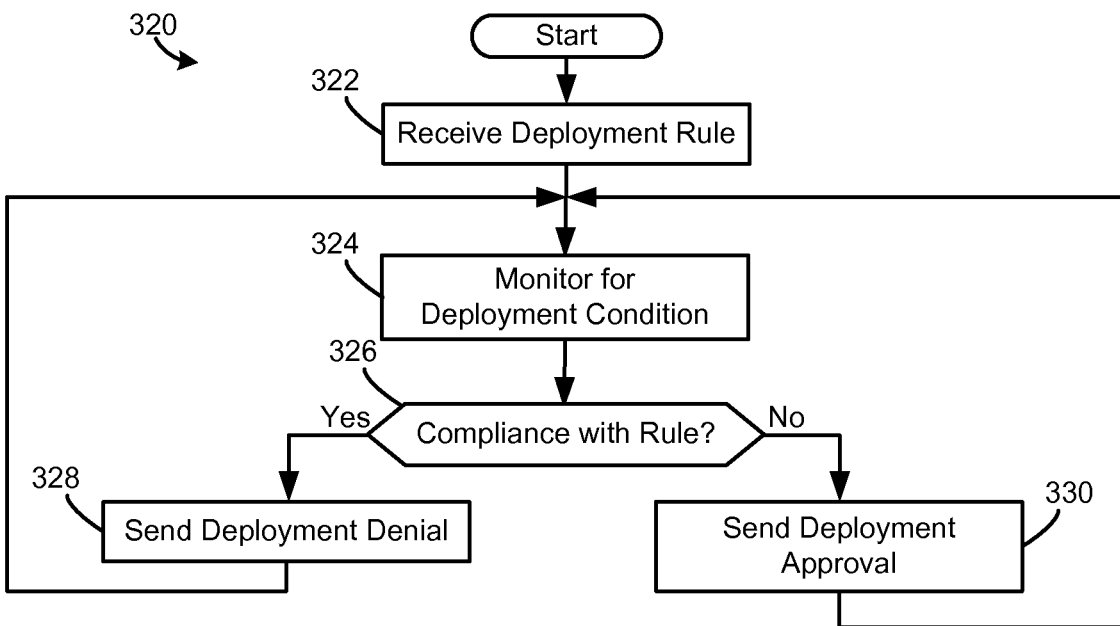 320
Start
322
Receive Deployment Rule
324
Monitor for
Deployment Condition
326
Yes
Compliance with Rule?
No
328
Send Deployment Denial
330
Send Deployment
Approval